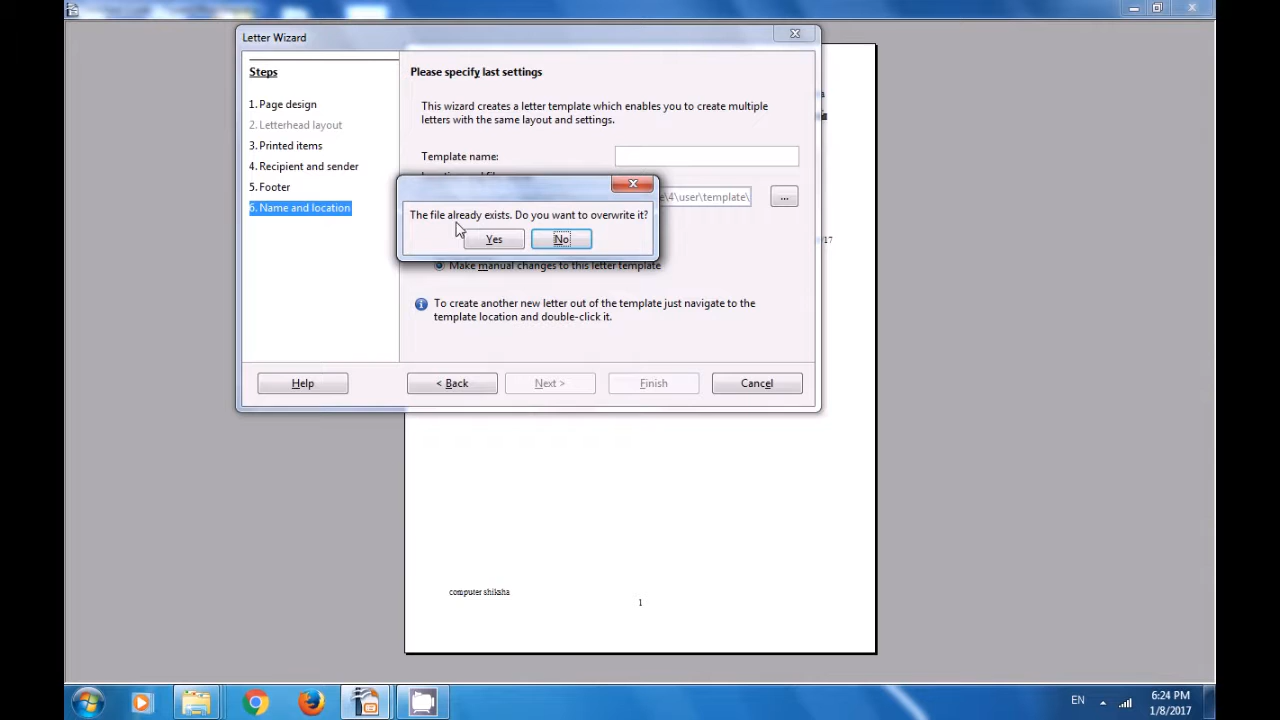 Letter Wizard
Steps
1. Page design
2. Letterhead layout
3. Printed items
4. Recipient and sender
5. Footer
6. Name and location
Please specify last settings
This wizard creates a letter template which enables you to create multiple
letters with the same layout and settings.
Template name:
e\4\user\template\
...
The file already exists. Do you want to overwrite it?
Yes
No
17
Make manual changes to this letter template
To create another new letter out of the template just navigate to the
template location and double-click it.
Help
< Back
Next >
Finish
Cancel
computer shiksha
1
EN
6:24 PM
1/8/2017